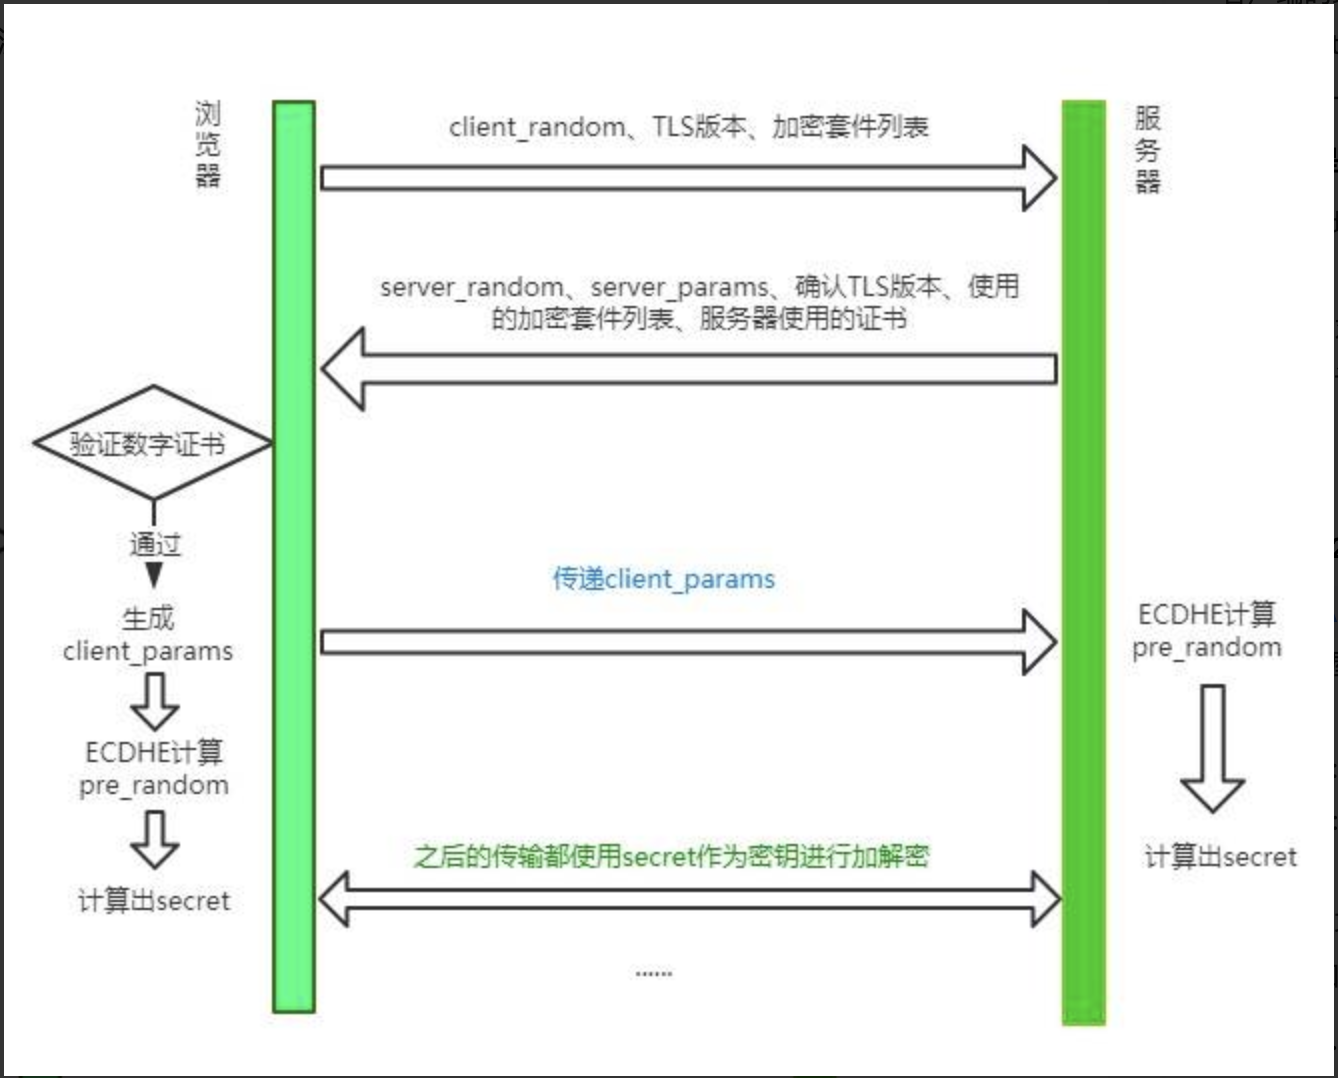 浏览器
服务器
client_random、TLS版本、加密套件列表
server_random、server_params、确认TLS版本、使用
的加密套件列表、服务器使用的证书
验证数字证书
通过
生成
client_params
传递client_params
ECDHE计算
pre_random
ECDHE计算
pre_random
之后的传输都使用secret作为密钥进行加解密
计算出secret
计算出secret
......